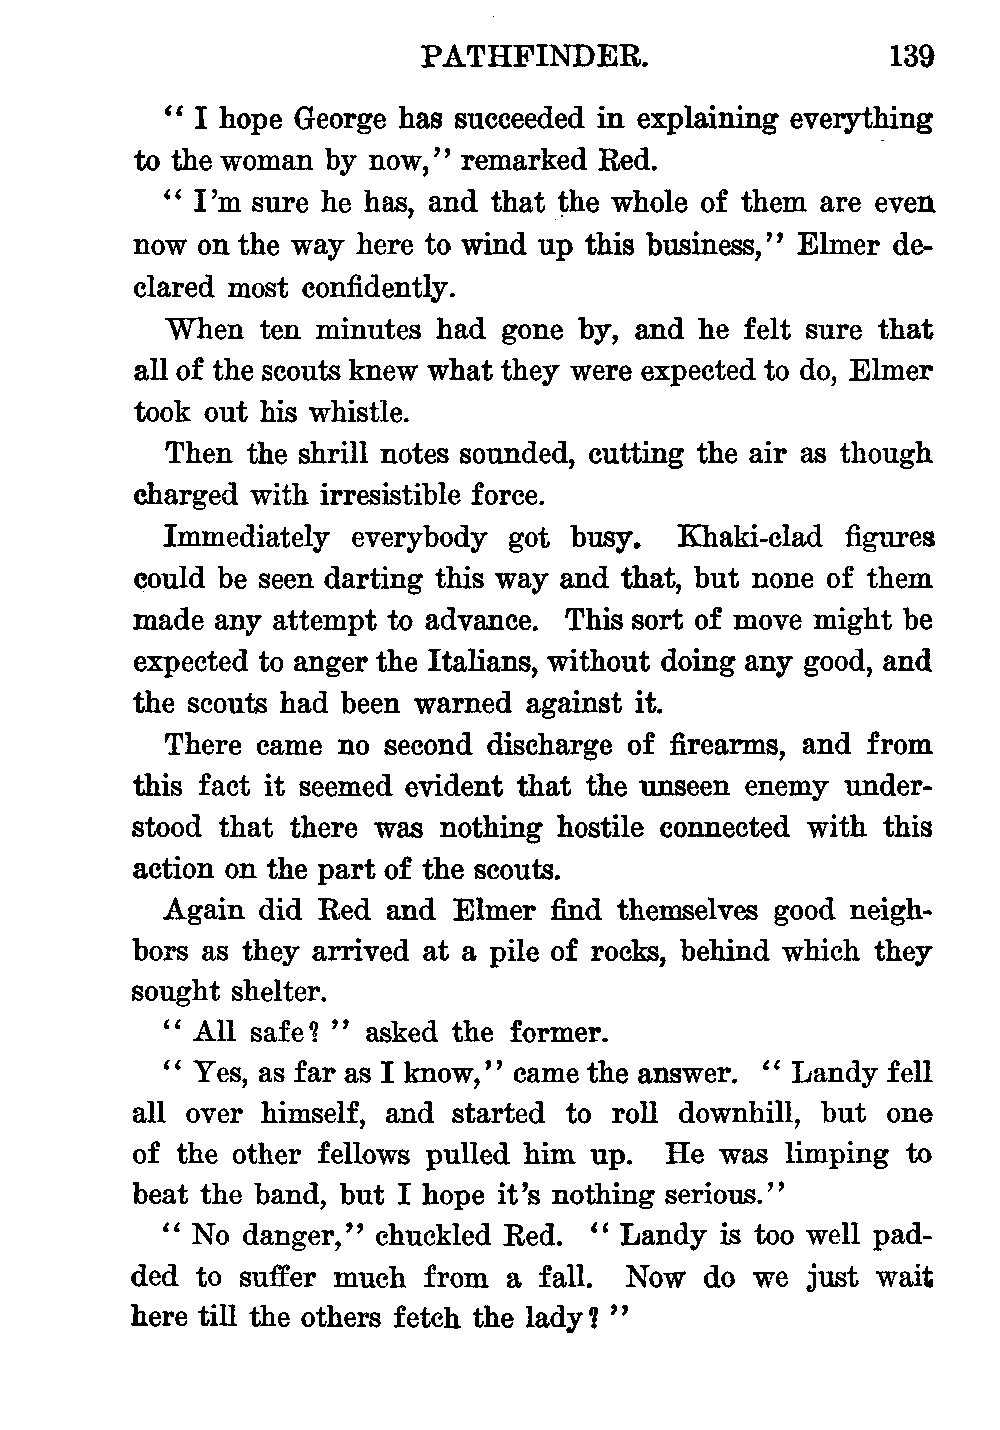 PATHFINDER. 139
“ I hope George has succeeded in explaining everything
to the woman by now,” remarked Red.
“ I’m sure he has, and that the whole of them are even
now on the way here to wind up this business,” Elmer de-
clared most confidently.
When ten minutes had gone by, and he felt sure that
all of the scouts knew what they were expected to do, Elmer
took out his whistle.
Then the shrill notes sounded, cutting the air as though
charged with irresistible force.
Immediately everybody got busy. Khaki-clad figures
could be seen darting this way and that, but none of them
made any attempt to advance. This sort of move might be
expected to anger the Italians, without doing any good, and
the scouts had been warned against it.
There came no second discharge of firearms, and from
this fact it seemed evident that the unseen enemy under-
stood that there was nothing hostile connected with this
action on the part of the scouts.
Again did Red and Elmer find themselves good neigh-
bors as they arrived at a pile of rocks, behind which they
sought shelter.
“ All safe? ” asked the former.
“ Yes, as far as I know,” came the answer. “ Landy fell
all over himself, and started to roll downhill, but one
of the other fellows pulled him up. He was limping to
beat the band, but I hope it’s nothing serious.”
“ No danger,” chuckled Red. “ Landy is too well pad-
ded to suffer much from a fall. Now do we just wait
here till the others fetch the lady? ”